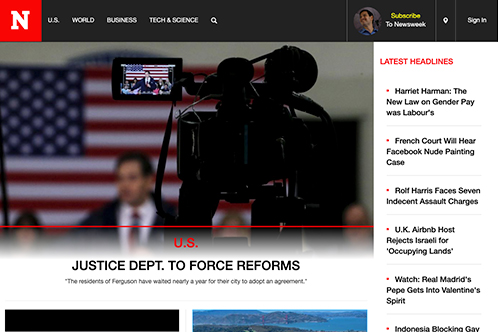 N
U.S.
WORLD
BUSINESS
TECH & SCIENCE
Subscribe
To Newsweek
Sign In
U.S.
JUSTICE DEPT. TO FORCE REFORMS
"The residents of Ferguson have waited nearly a year for their city to adopt an agreement."
LATEST HEADLINES
Harriet Harman: The
New Law on Gender Pay
was Labour's
French Court Will Hear
Facebook Nude Painting
Case
Rolf Harris Faces Seven
Indecent Assault Charges
U.K. Airbnb Host
Rejects Israeli for
'Occupying Lands'
Watch: Real Madrid's
Pepe Gets Into Valentine's
Spirit
Indonesia Blocking Gay